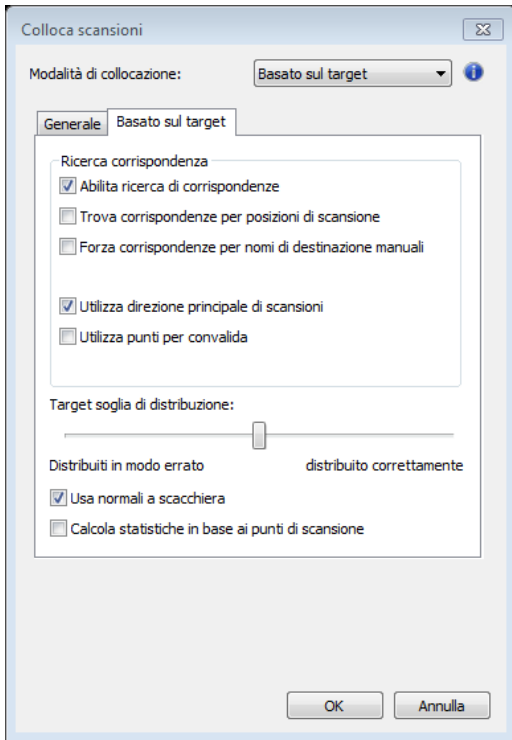 Colloca scansioni
Modalità di collocazione: Basato sul target
Generale Basato sul target
Ricerca corrispondenza
Abilita ricerca di corrispondenze
Trova corrispondenze per posizioni di scansione
Forza corrispondenze per nomi di destinazione manuali
Utilizza direzione principale di scansioni
Utilizza punti per convalida
Target soglia di distribuzione:
Distribuiti in modo errato distribuito correttamente
Usa normali a scacchiera
Calcola statistiche in base ai punti di scansione
OK Annulla